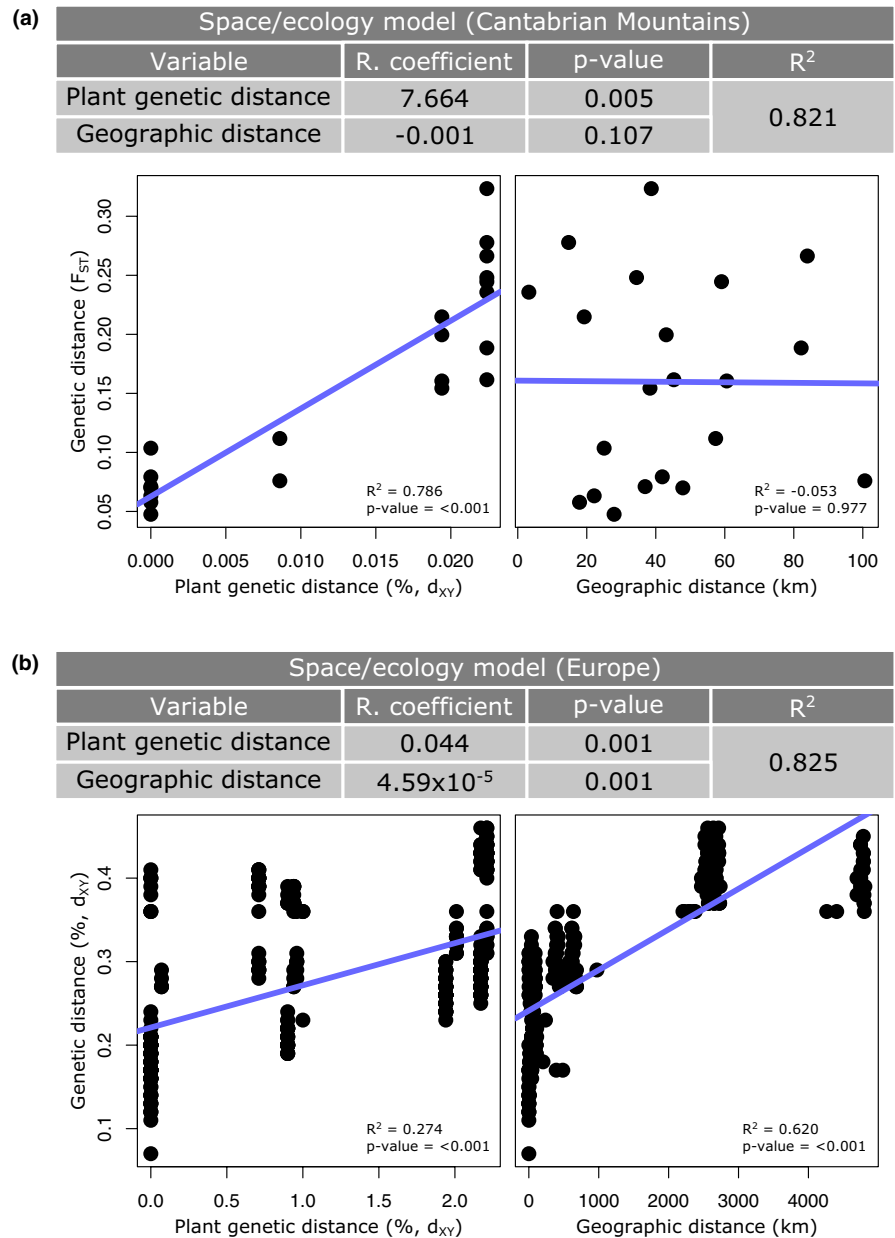 (a)
Space/ecology model (Cantabrian Mountains)
Variable R. coefficient p-value R²
Plant genetic distance 7.664 0.005 0.821
Geographic distance -0.001 0.107
Genetic distance (F_ST)
0.05 0.10 0.15 0.20 0.25 0.30
R² = 0.786
p-value = <0.001
0.000 0.005 0.010 0.015 0.020
Plant genetic distance (%, d_XY)
R² = -0.053
p-value = 0.977
0 20 40 60 80 100
Geographic distance (km)
(b)
Space/ecology model (Europe)
Variable R. coefficient p-value R²
Plant genetic distance 0.044 0.001 0.825
Geographic distance 4.59x10⁻⁵ 0.001
Genetic distance (%, d_XY)
0.1 0.2 0.3 0.4
R² = 0.274
p-value = <0.001
0.0 0.5 1.0 1.5 2.0
Plant genetic distance (%, d_XY)
R² = 0.620
p-value = <0.001
0 1000 2000 3000 4000
Geographic distance (km)